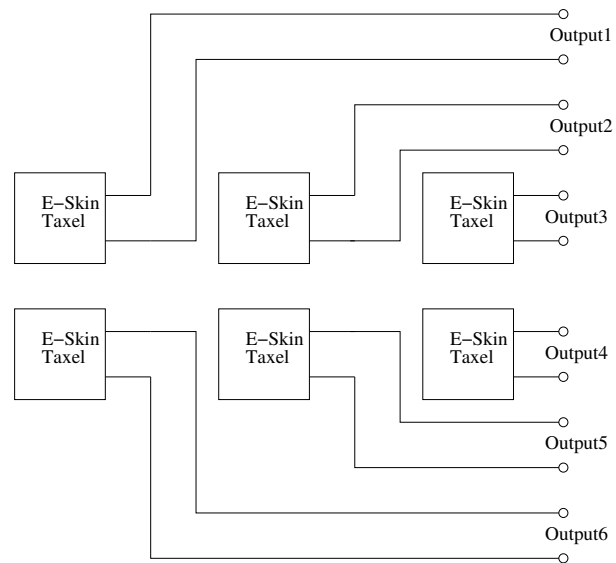 Output1
Output2
E−Skin
Taxel
E−Skin
Taxel
E−Skin
Taxel
Output3
E−Skin
Taxel
E−Skin
Taxel
E−Skin
Taxel
Output4
Output5
Output6